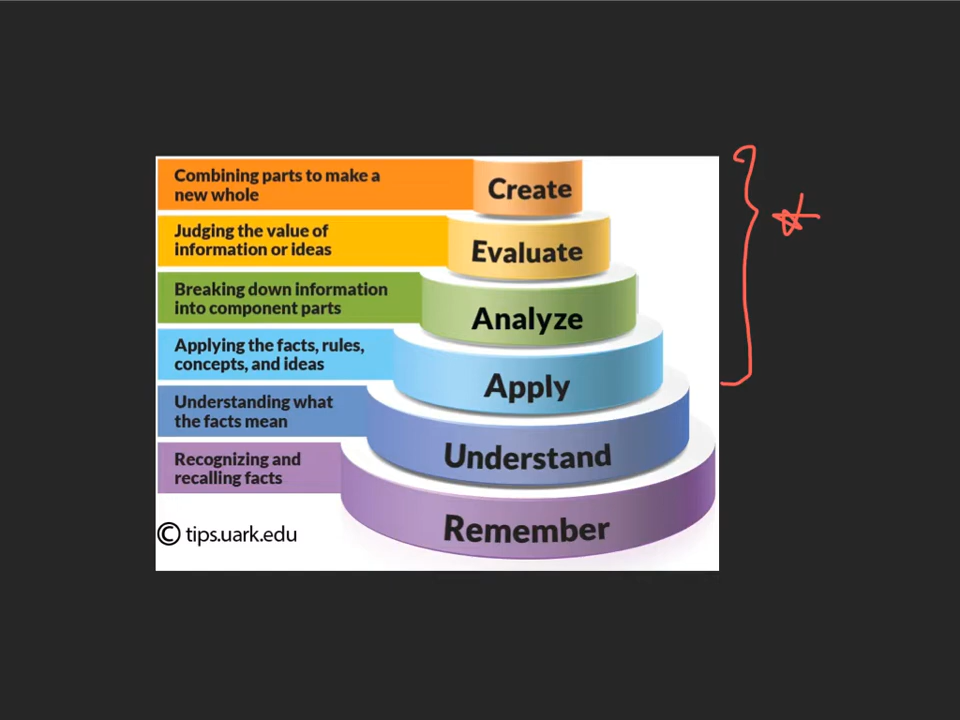 Combining parts to make a
new whole
Create
Judging the value of
information or ideas
Evaluate
Breaking down information
into component parts
Analyze
Applying the facts, rules,
concepts, and ideas
Apply
Understanding what
the facts mean
Understand
Recognizing and
recalling facts
Remember
© tips.uark.edu